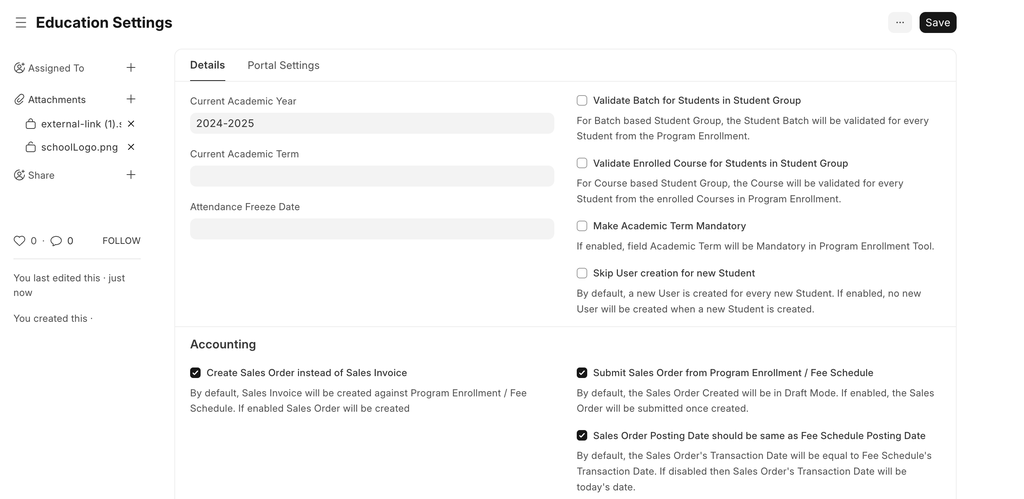 Education Settings
···
Save
Assigned To
Attachments
external-link (1).s
schoolLogo.png
Share
0 · 0 FOLLOW
You last edited this · just
now
You created this ·
Details
Portal Settings
Current Academic Year
2024-2025
Current Academic Term
Attendance Freeze Date
Validate Batch for Students in Student Group
For Batch based Student Group, the Student Batch will be validated for every
Student from the Program Enrollment.
Validate Enrolled Course for Students in Student Group
For Course based Student Group, the Course will be validated for every
Student from the enrolled Courses in Program Enrollment.
Make Academic Term Mandatory
If enabled, field Academic Term will be Mandatory in Program Enrollment Tool.
Skip User creation for new Student
By default, a new User is created for every new Student. If enabled, no new
User will be created when a new Student is created.
Accounting
Create Sales Order instead of Sales Invoice
By default, Sales Invoice will be created against Program Enrollment / Fee
Schedule. If enabled Sales Order will be created
Submit Sales Order from Program Enrollment / Fee Schedule
By default, the Sales Order Created will be in Draft Mode. If enabled, the Sales
Order will be submitted once created.
Sales Order Posting Date should be same as Fee Schedule Posting Date
By default, the Sales Order's Transaction Date will be equal to Fee Schedule's
Transaction Date. If disabled then Sales Order's Transaction Date will be
today's date.